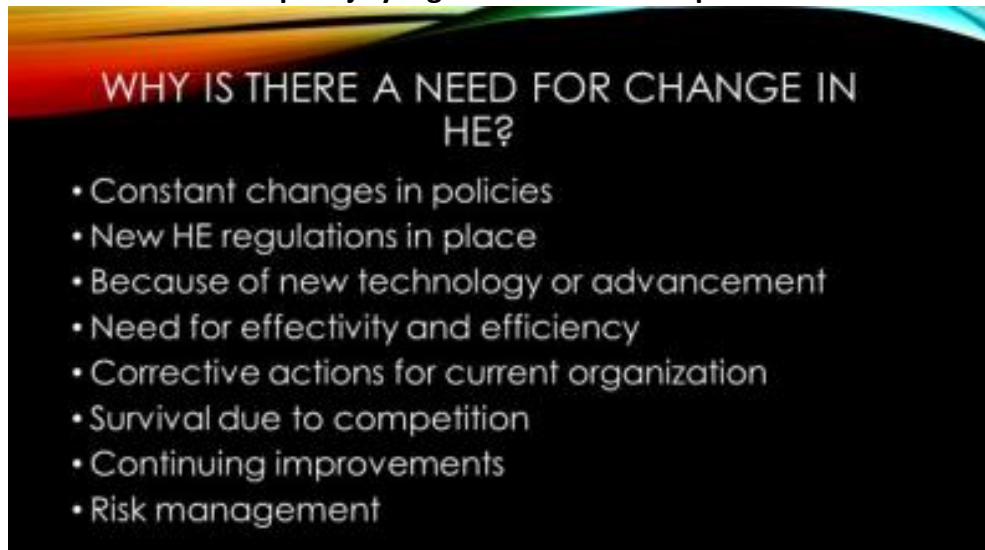 WHY IS THERE A NEED FOR CHANGE IN
HE?
• Constant changes in policies
• New HE regulations in place
• Because of new technology or advancement
• Need for effectivity and efficiency
• Corrective actions for current organization
• Survival due to competition
• Continuing improvements
• Risk management